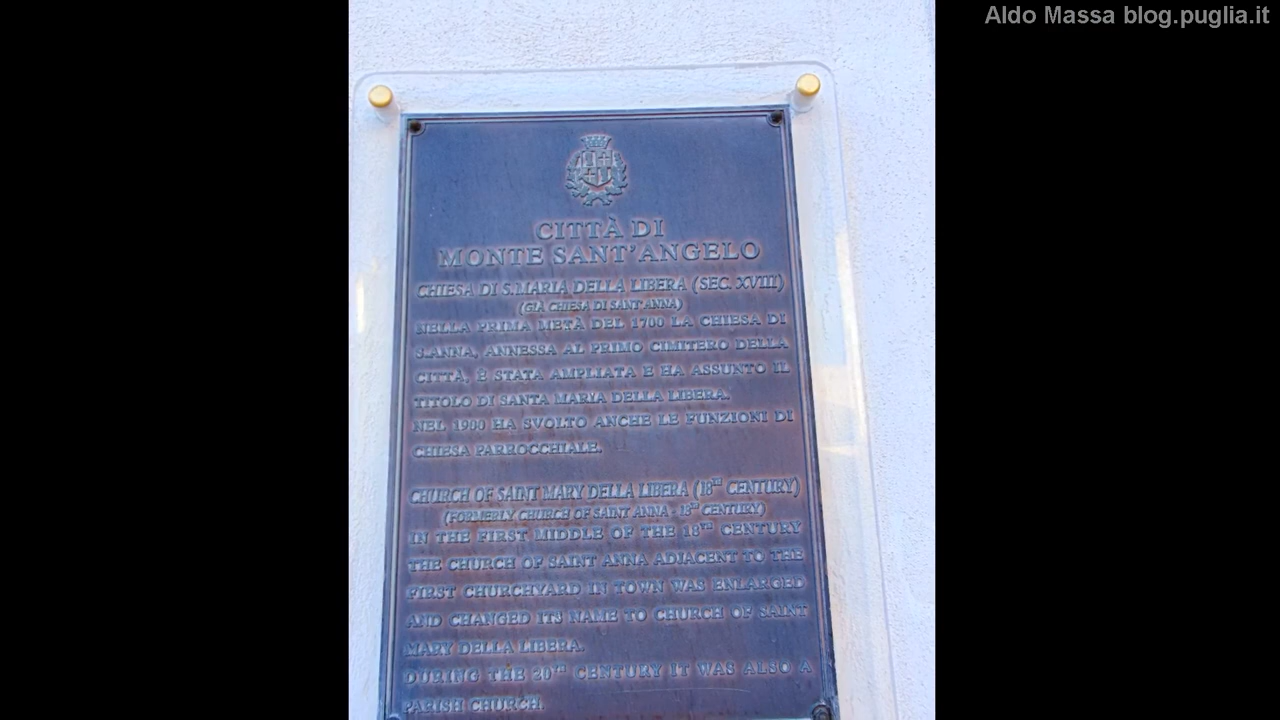 Aldo Massa blog.puglia.it
CITTÀ DI
MONTE SANT'ANGELO
CHIESA DI S.MARIA DELLA LIBERA (SEC. XVIII)
(GIÀ CHIESA DI SANT'ANNA)
NELLA PRIMA METÀ DEL 1700 LA CHIESA DI
S.ANNA, ANNESSA AL PRIMO CIMITERO DELLA
CITTÀ, È STATA AMPLIATA E HA ASSUNTO IL
TITOLO DI SANTA MARIA DELLA LIBERA.
NEL 1900 HA SVOLTO ANCHE LE FUNZIONI DI
CHIESA PARROCCHIALE.
CHURCH OF SAINT MARY DELLA LIBERA (18TH CENTURY)
(FORMERLY CHURCH OF SAINT ANNA - 18TH CENTURY)
IN THE FIRST MIDDLE OF THE 18TH CENTURY
THE CHURCH OF SAINT ANNA ADJACENT TO THE
FIRST CHURCHYARD IN TOWN WAS ENLARGED
AND CHANGED ITS NAME TO CHURCH OF SAINT
MARY DELLA LIBERA.
DURING THE 20TH CENTURY IT WAS ALSO A
PARISH CHURCH.